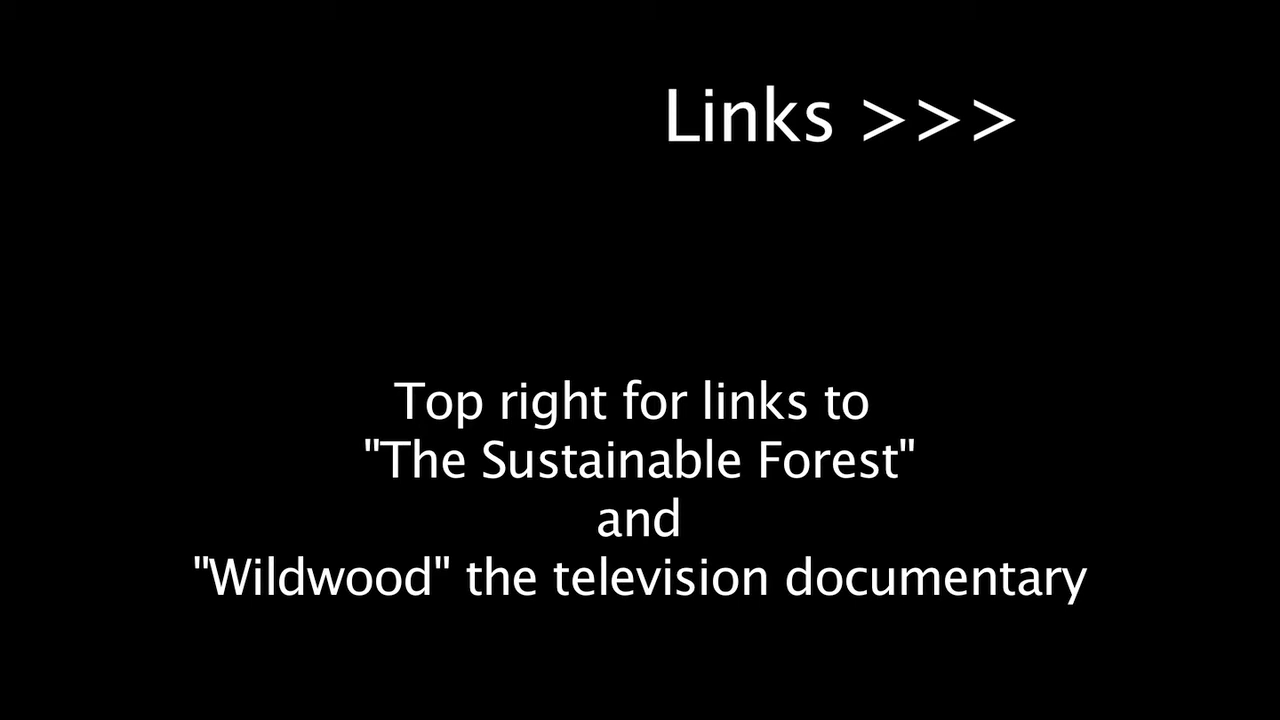 Links >>>
Top right for links to
"The Sustainable Forest"
and
"Wildwood" the television documentary